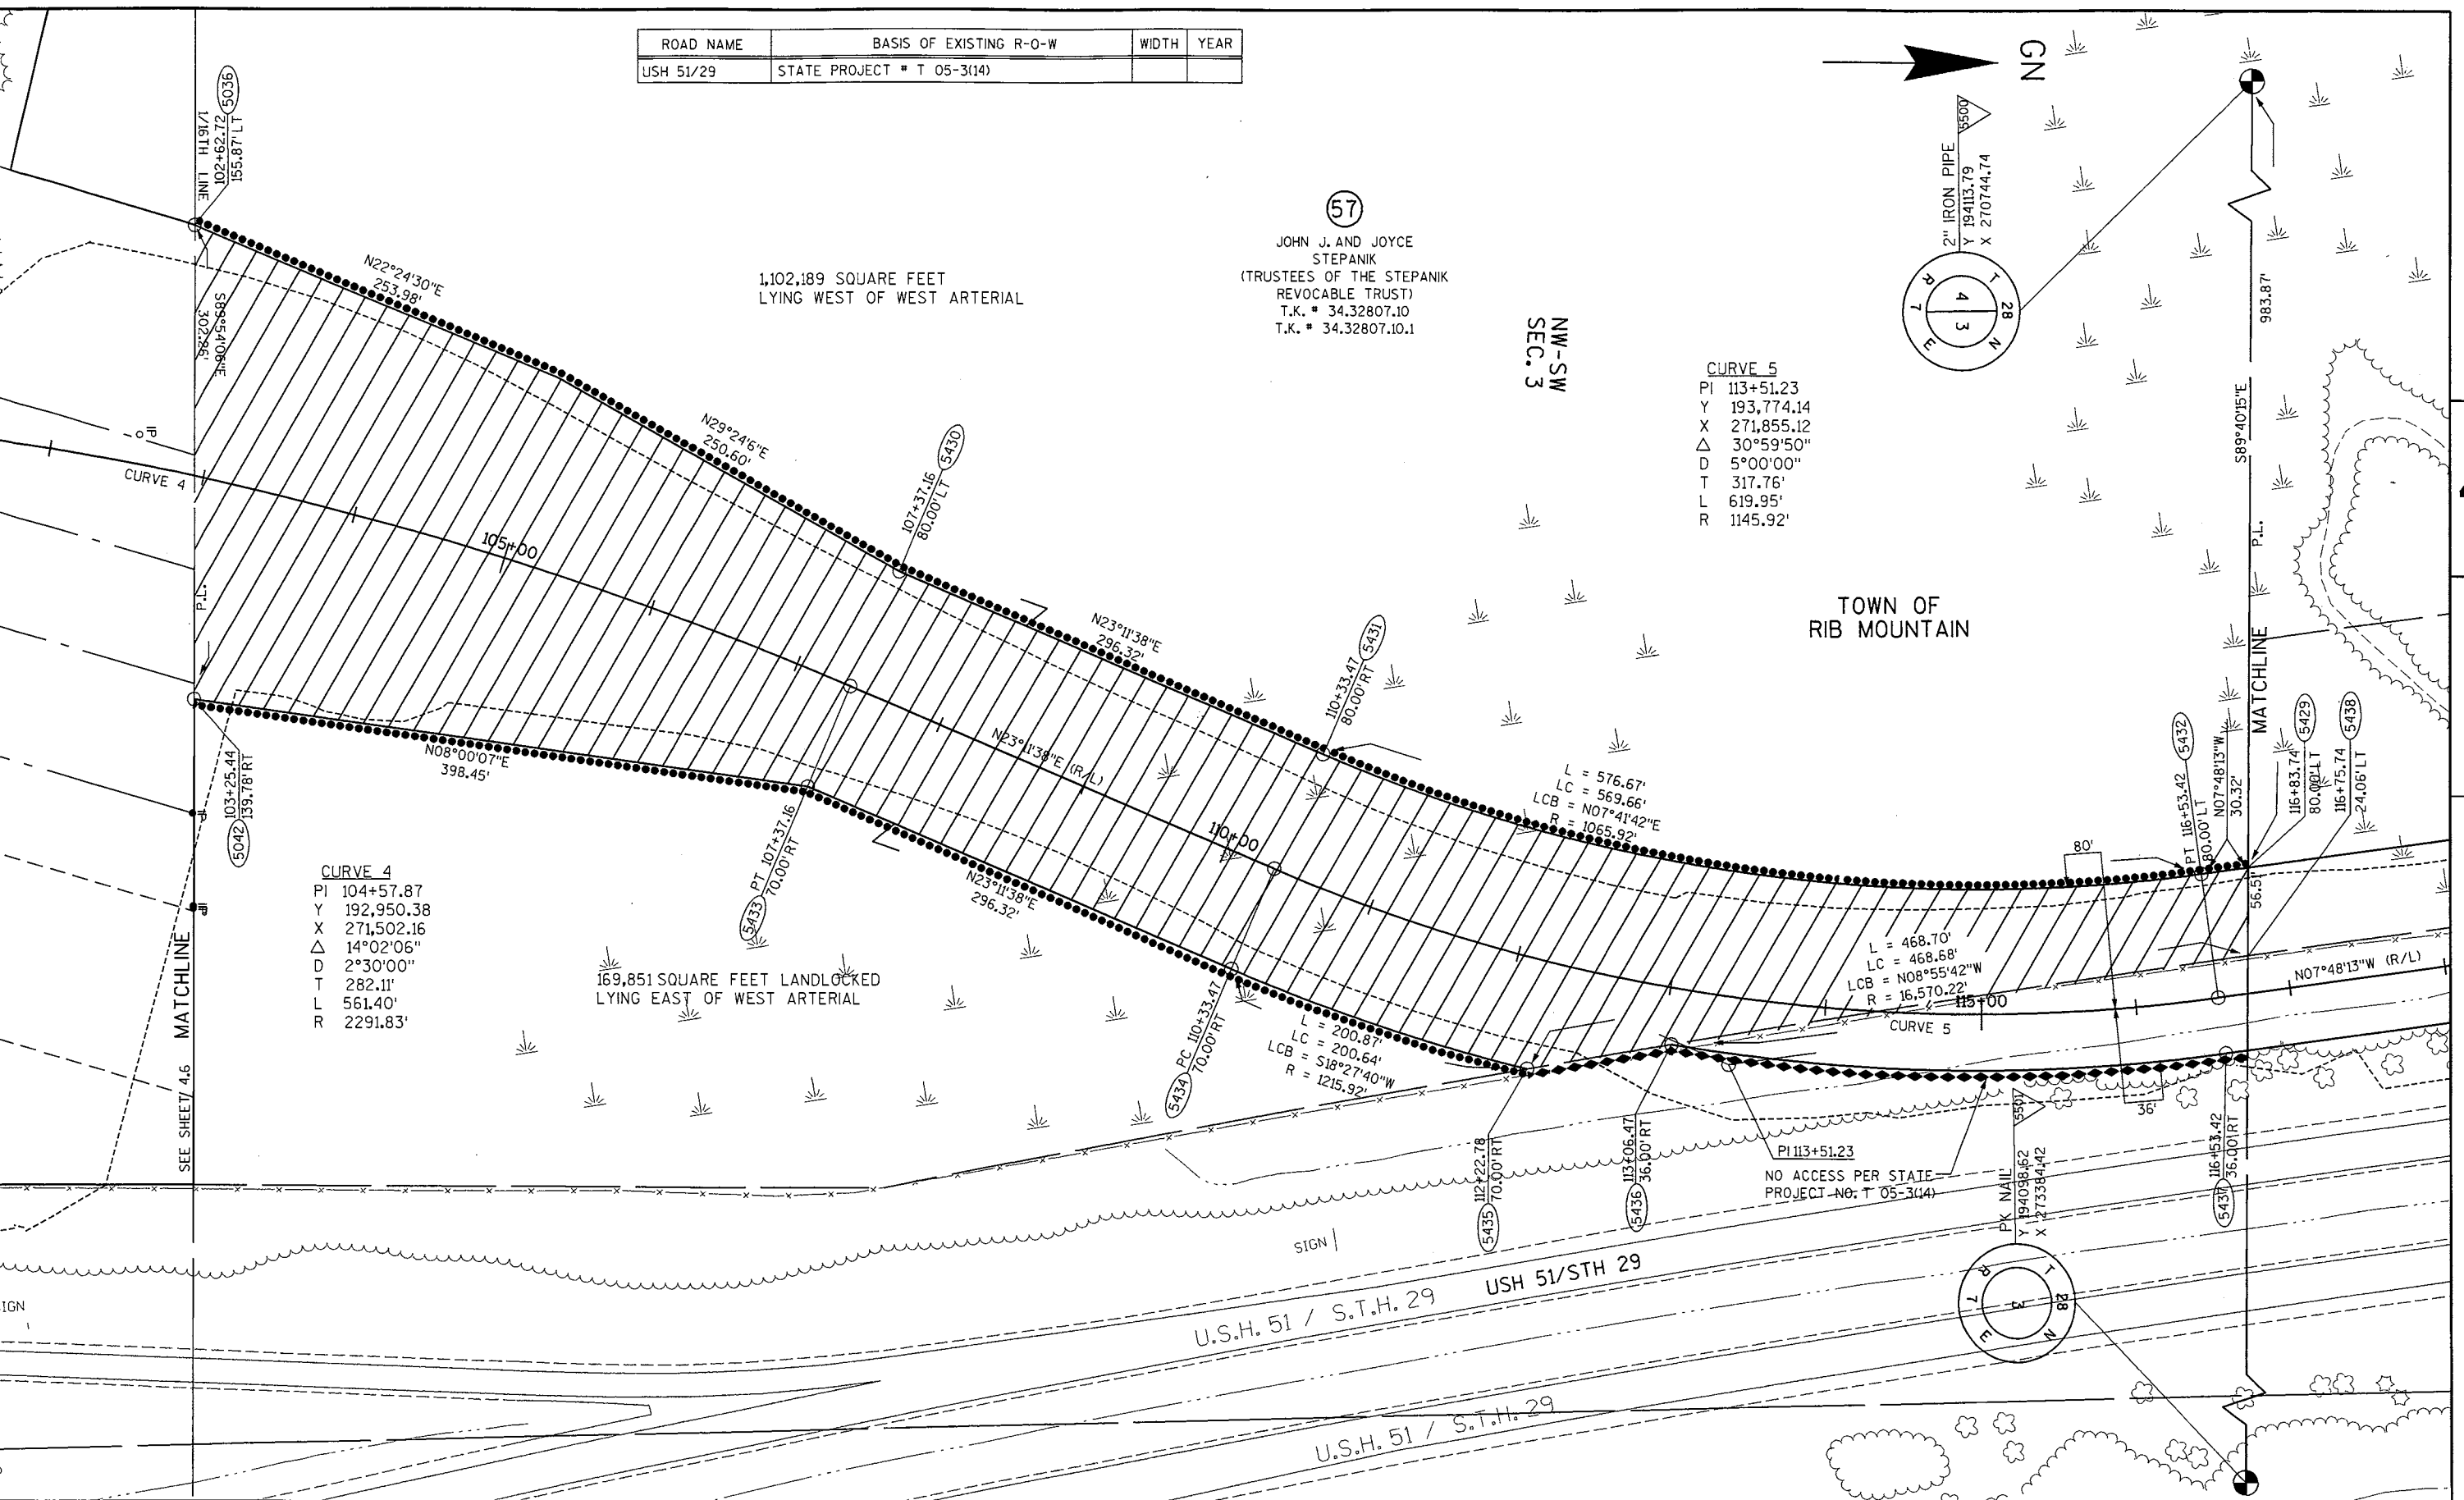 ROAD NAME BASIS OF EXISTING R-O-W WIDTH YEAR
USH 51/29 STATE PROJECT # T 05-3(14)
GN
1/16TH LINE
102+62.72
155.87' LT
5036
N22°24'30"E
253.98'
S89°54'06"E
302.26'
1,102,189 SQUARE FEET
LYING WEST OF WEST ARTERIAL
57
JOHN J. AND JOYCE
STEPANIK
(TRUSTEES OF THE STEPANIK
REVOCABLE TRUST)
T.K. # 34.32807.10
T.K. # 34.32807.10.1
NW-SW
SEC. 3
5500
2" IRON PIPE
Y 194113.79
X 270744.74
T 28 N
R 7 E
4
3
983.87'
S89°40'15"E
P.L.
CURVE 5
PI 113+51.23
Y 193,774.14
X 271,855.12
△ 30°59'50"
D 5°00'00"
T 317.76'
L 619.95'
R 1145.92'
TOWN OF
RIB MOUNTAIN
MATCHLINE
IP
CURVE 4
P.L.
105+00
N29°24'6"E
250.60'
107+37.16
80.00' LT
5430
N23°11'38"E
296.32'
110+33.47
80.00' RT
5431
N23°11'38"E (R/L)
110+00
L = 576.67'
LC = 569.66'
LCB = N07°41'42"E
R = 1065.92'
80'
PT 116+53.42
80.00' LT
5432
N07°48'13"W
30.32'
116+83.74
80.00' LT
5429
116+75.74
24.06' LT
5438
56.51'
N07°48'13"W (R/L)
L = 468.70'
LC = 468.68'
LCB = N08°55'42"W
R = 16,570.22'
115+00
CURVE 5
N08°00'07"E
398.45'
103+25.44
139.78' RT
5042
IP
IP
CURVE 4
PI 104+57.87
Y 192,950.38
X 271,502.16
△ 14°02'06"
D 2°30'00"
T 282.11'
L 561.40'
R 2291.83'
PT 107+37.16
70.00' RT
5433
N23°11'38"E
296.32'
169,851 SQUARE FEET LANDLOCKED
LYING EAST OF WEST ARTERIAL
PC 110+33.47
70.00' RT
5434
L = 200.87'
LC = 200.64'
LCB = S18°27'40"W
R = 1215.92'
SEE SHEET 4.6 MATCHLINE
112+22.78
70.00' RT
5435
113+06.47
36.00' RT
5436
PI 113+51.23
NO ACCESS PER STATE
PROJECT NO. T 05-3(14)
36'
5501
PK NAIL
Y 194098.62
X 273384.42
116+53.42
36.00' RT
5437
T 28 N
R 7 E
3
SIGN
USH 51/STH 29
U.S.H. 51 / S.T.H. 29
U.S.H. 51 / S.T.H. 29
IGN